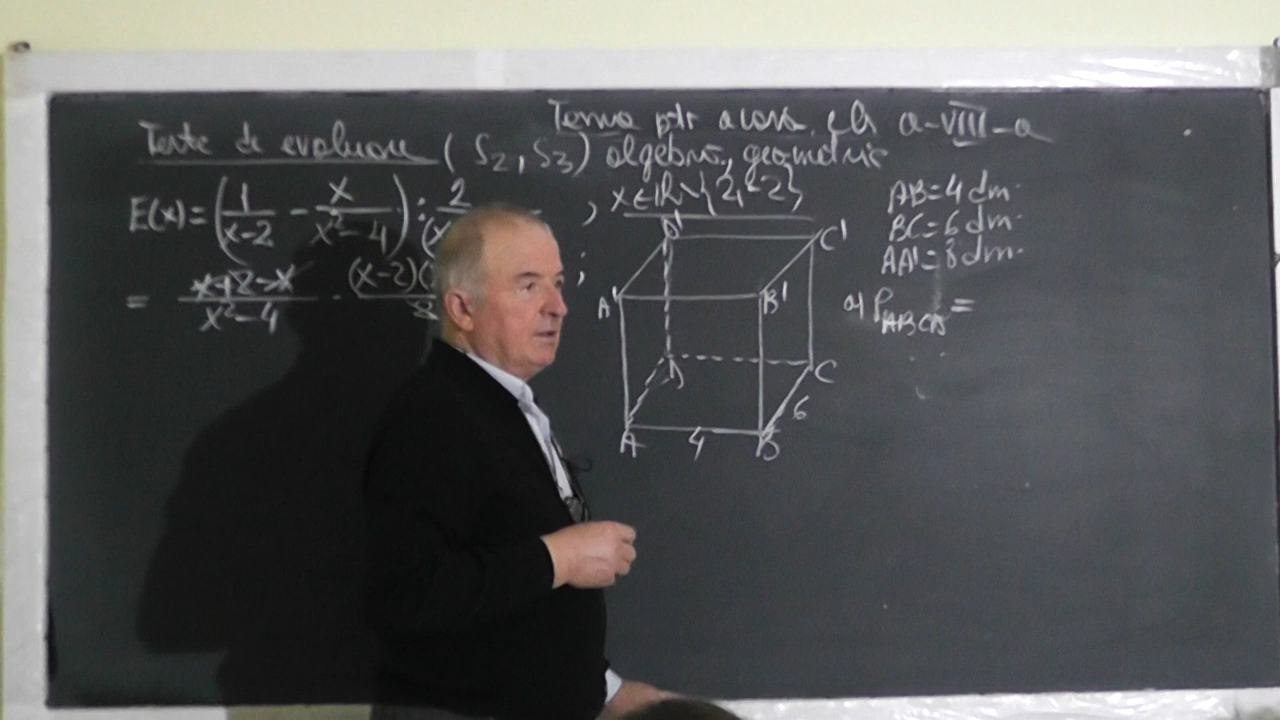 Tema ptr acasă, cls a-VIII-a
Teste de evaluare (S2, S3) algebră, geometrie
E(x)=(1/(x-2) - x/(x²-4)) : 2/(x , x∈ℝ\{2,-2}
= (x+2-x)/(x²-4) · (x-2)( ;
AB=4 dm.
BC=6 dm.
AA'=8 dm.
a) P_ABCD =
D'
C'
A'
B'
D
C
6
A
4
B